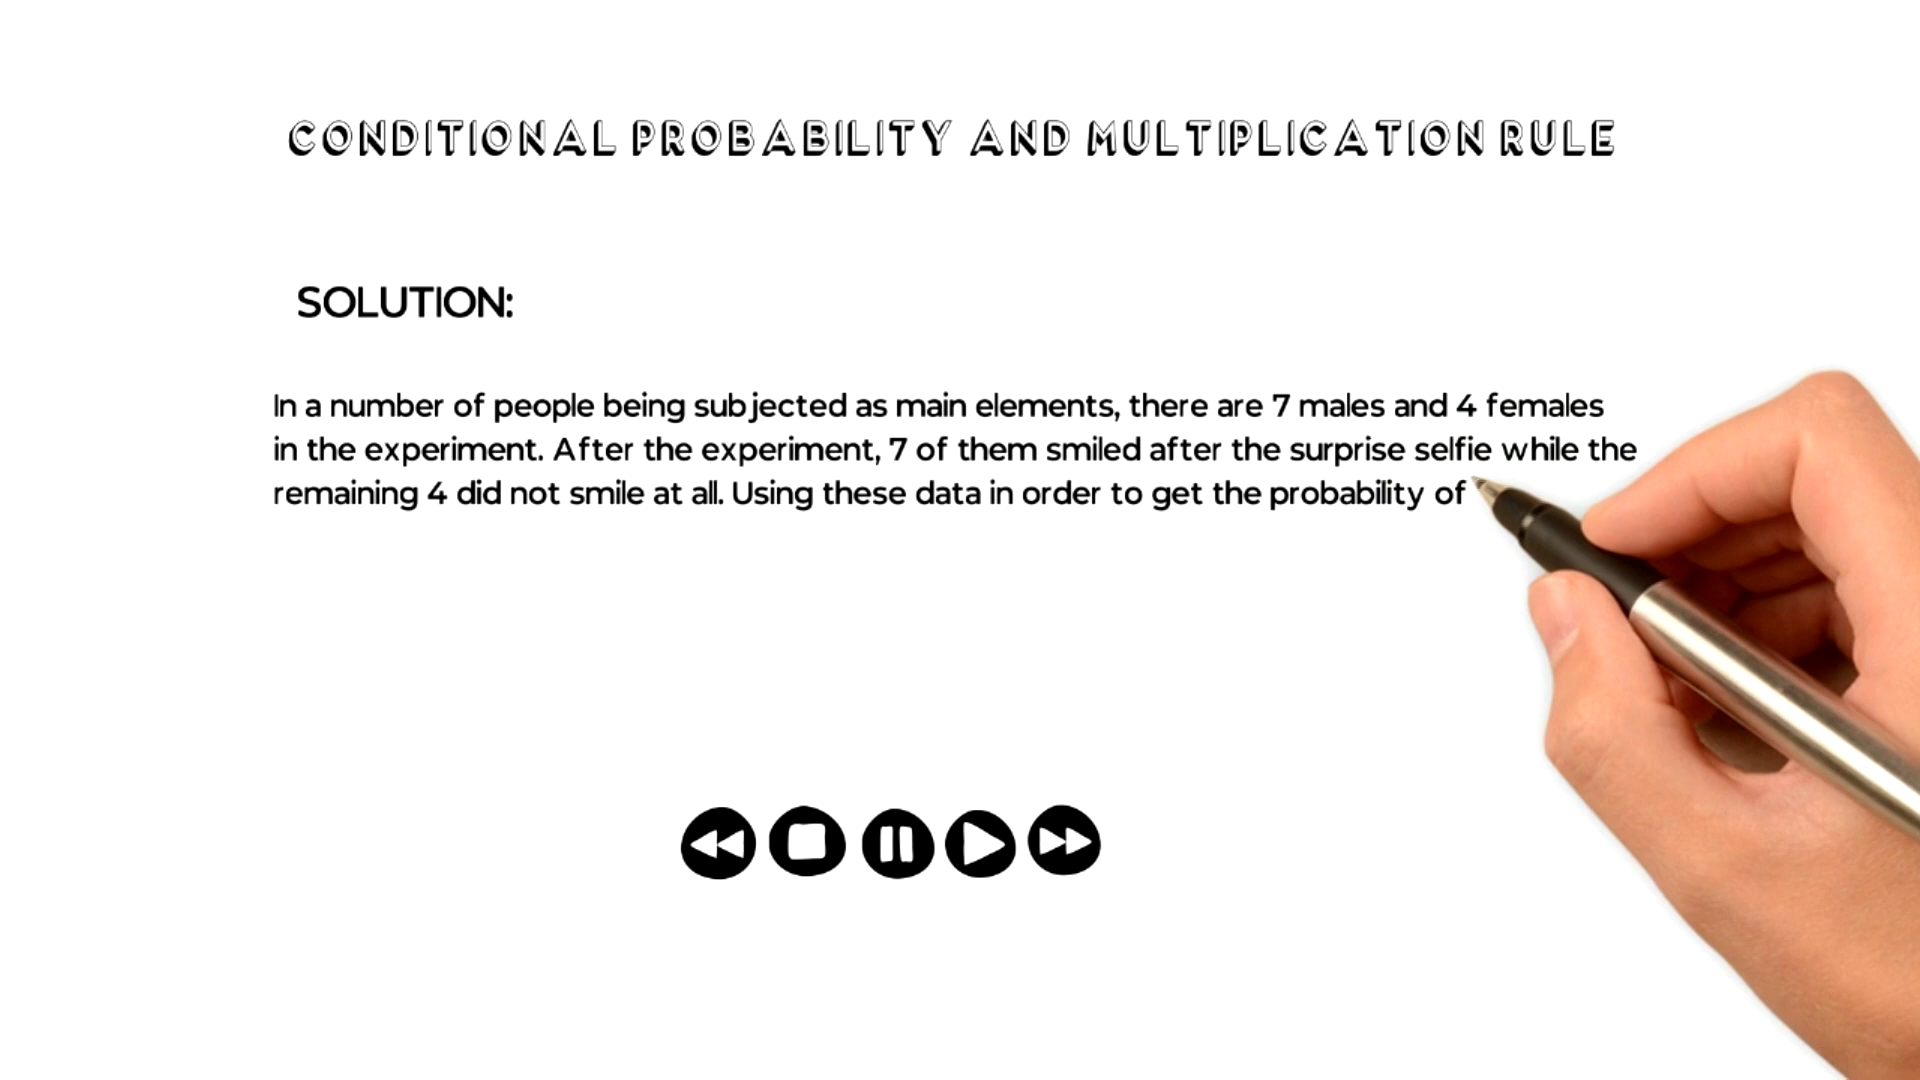 CONDITIONAL PROBABILITY AND MULTIPLICATION RULE
SOLUTION:
In a number of people being subjected as main elements, there are 7 males and 4 females
in the experiment. After the experiment, 7 of them smiled after the surprise selfie while the
remaining 4 did not smile at all. Using these data in order to get the probability of